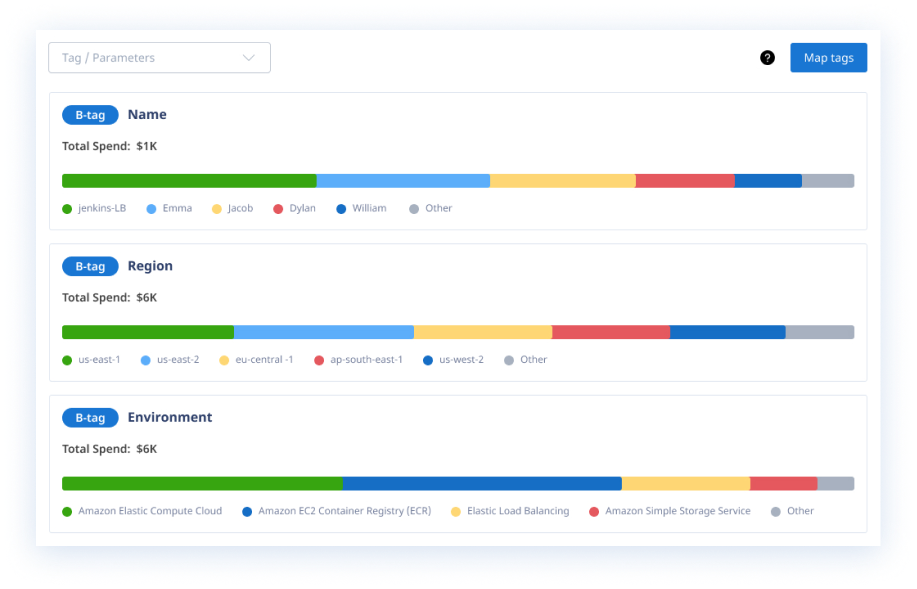 Tag / Parameters
?
Map tags
B-tag Name
Total Spend: $1K
jenkins-LB Emma Jacob Dylan William Other
B-tag Region
Total Spend: $6K
us-east-1 us-east-2 eu-central -1 ap-south-east-1 us-west-2 Other
B-tag Environment
Total Spend: $6K
Amazon Elastic Compute Cloud Amazon EC2 Container Registry (ECR) Elastic Load Balancing Amazon Simple Storage Service Other